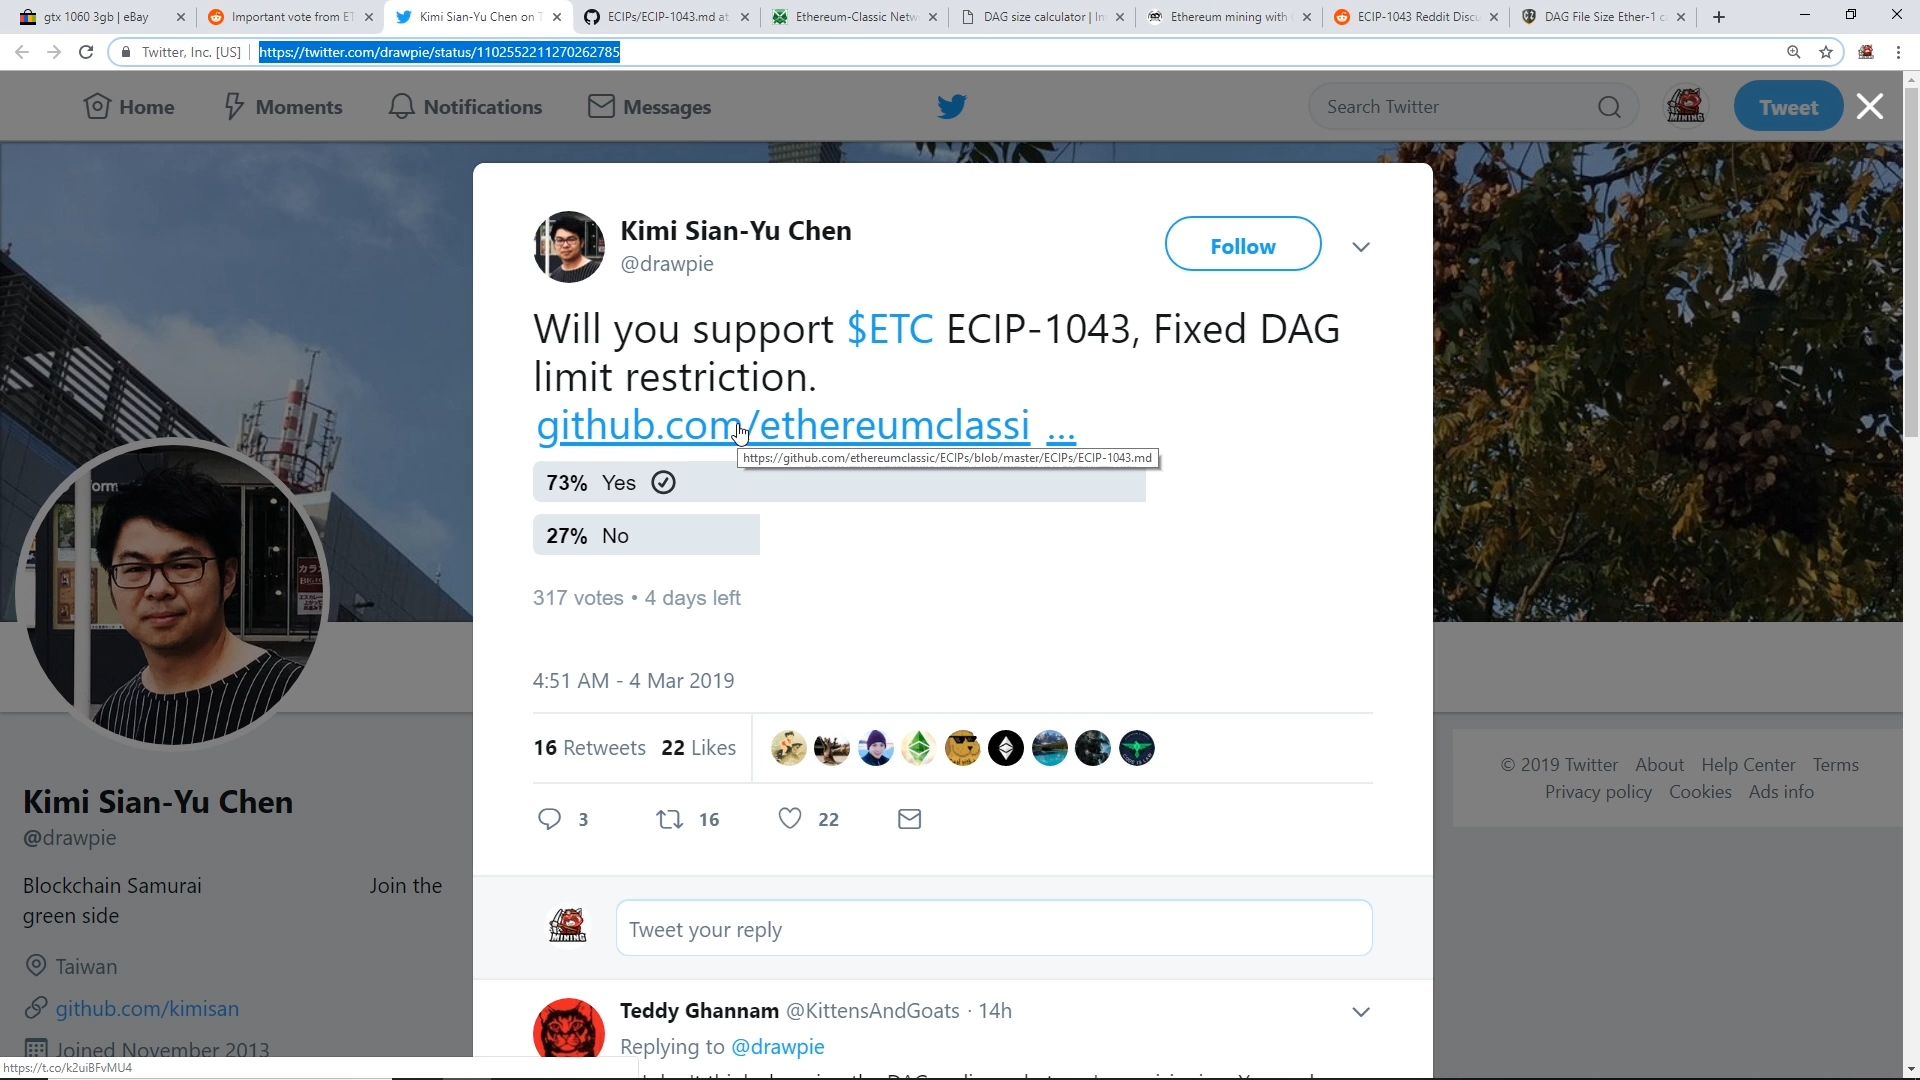 gtx 1060 3gb | eBay
Important vote from ET
Kimi Sian-Yu Chen on T
ECIPs/ECIP-1043.md at
Ethereum-Classic Netw
DAG size calculator | In
Ethereum mining with
ECIP-1043 Reddit Discu
DAG File Size Ether-1 c
Twitter, Inc. [US]
https://twitter.com/drawpie/status/1102552211270262785
Home
Moments
Notifications
Messages
Search Twitter
MINING
Tweet
Kimi Sian-Yu Chen
@drawpie
Follow
Will you support $ETC ECIP-1043, Fixed DAG
limit restriction.
github.com/ethereumclassi ...
https://github.com/ethereumclassic/ECIPs/blob/master/ECIPs/ECIP-1043.md
73% Yes
27% No
317 votes • 4 days left
4:51 AM - 4 Mar 2019
16 Retweets 22 Likes
3
16
22
© 2019 Twitter About Help Center Terms
Privacy policy Cookies Ads info
Kimi Sian-Yu Chen
@drawpie
Blockchain Samurai Join the
green side
Taiwan
github.com/kimisan
Joined November 2013
MINING
Tweet your reply
Teddy Ghannam @KittensAndGoats · 14h
Replying to @drawpie
https://t.co/k2uiBFvMU4